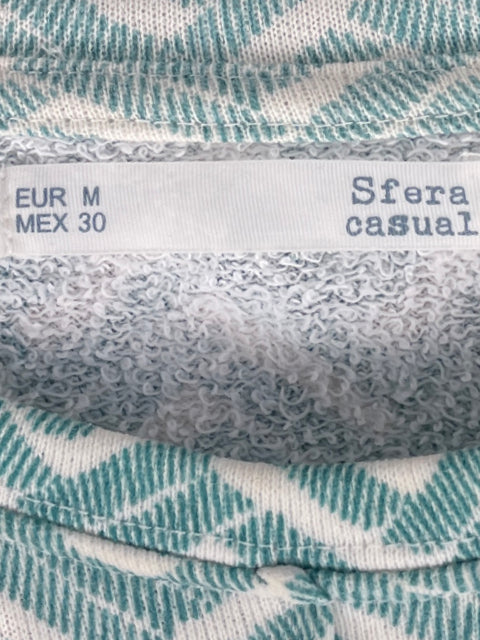 EUR M
MEX 30
Sfera
casual